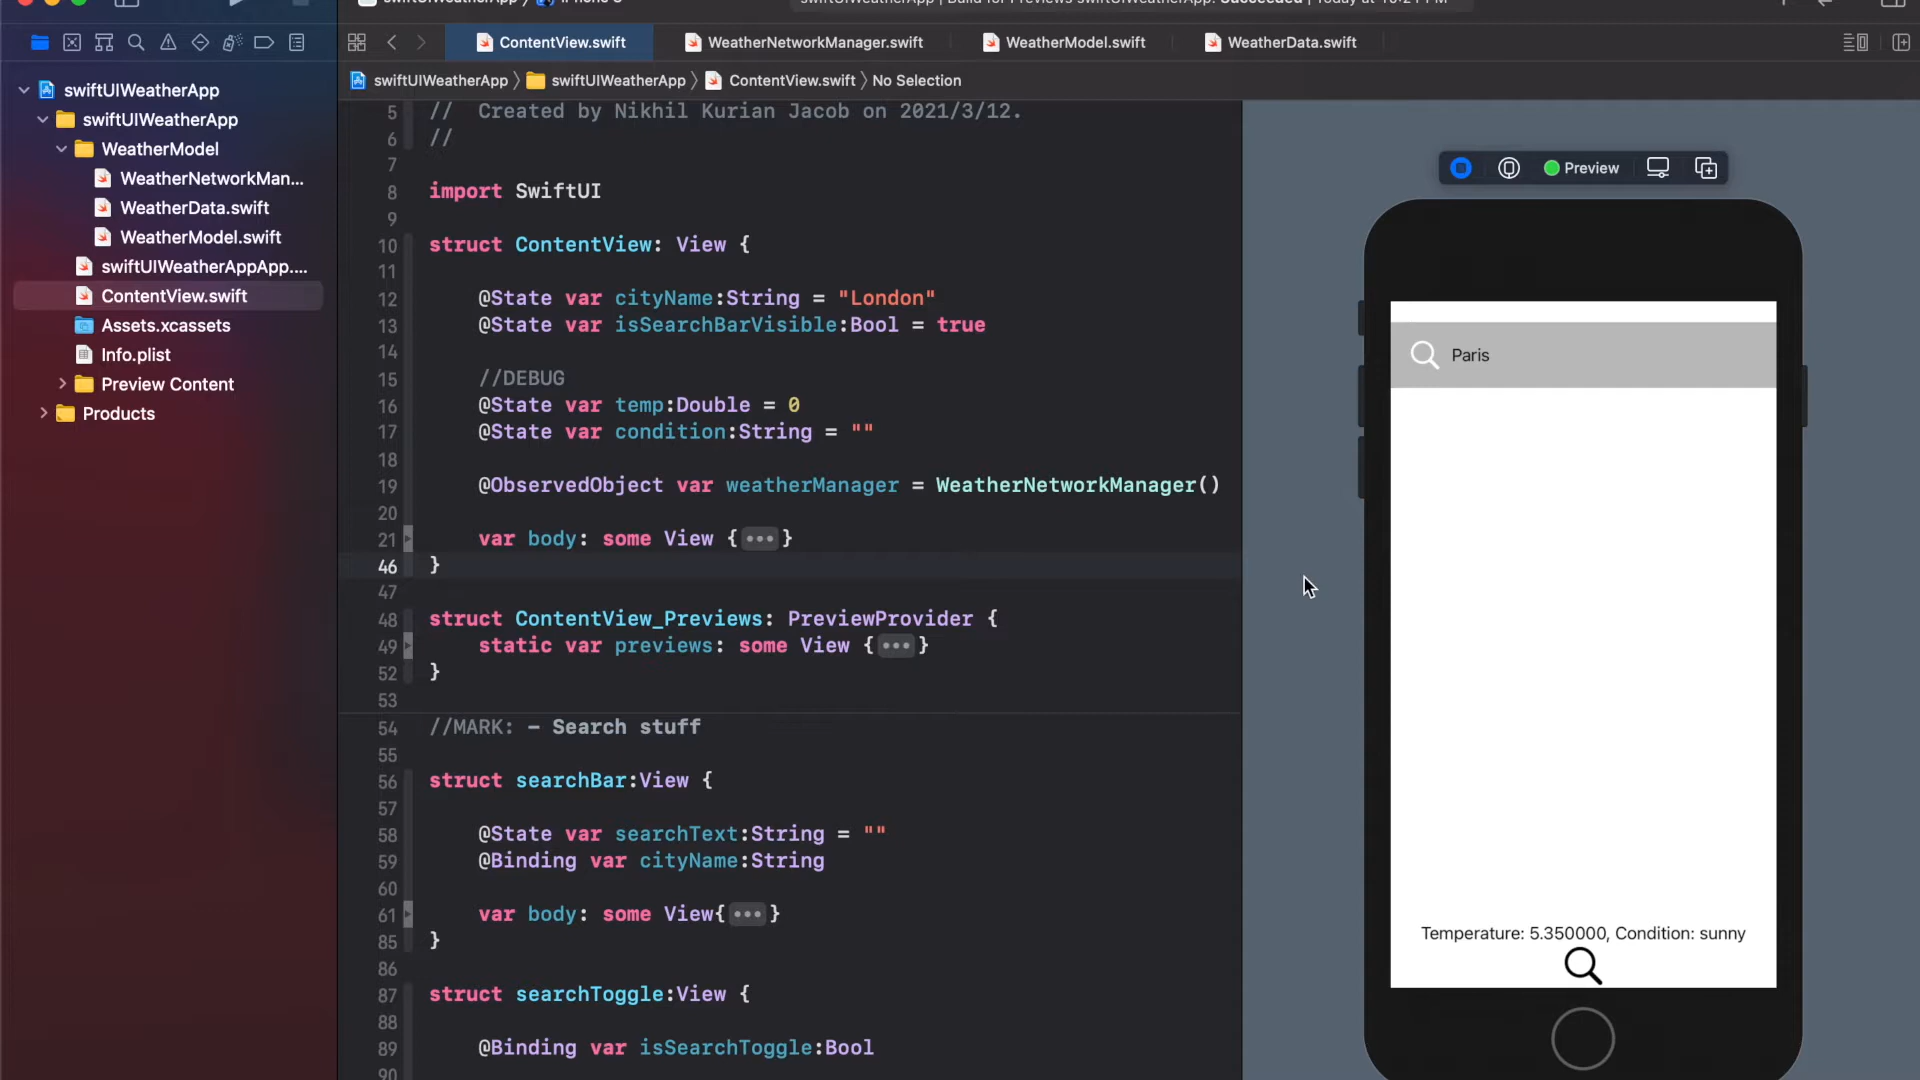 ContentView.swift
WeatherNetworkManager.swift
WeatherModel.swift
WeatherData.swift
swiftUIWeatherApp
swiftUIWeatherApp
ContentView.swift
No Selection
swiftUIWeatherApp
swiftUIWeatherApp
WeatherModel
WeatherNetworkMan...
WeatherData.swift
WeatherModel.swift
swiftUIWeatherAppApp....
ContentView.swift
Assets.xcassets
Info.plist
Preview Content
Products
5 // Created by Nikhil Kurian Jacob on 2021/3/12.
6 //
7
8 import SwiftUI
9
10 struct ContentView: View {
11
12 @State var cityName:String = "London"
13 @State var isSearchBarVisible:Bool = true
14
15 //DEBUG
16 @State var temp:Double = 0
17 @State var condition:String = ""
18
19 @ObservedObject var weatherManager = WeatherNetworkManager()
20
21 var body: some View {•••}
46 }
47
48 struct ContentView_Previews: PreviewProvider {
49 static var previews: some View {•••}
52 }
53
54 //MARK: - Search stuff
55
56 struct searchBar:View {
57
58 @State var searchText:String = ""
59 @Binding var cityName:String
60
61 var body: some View{•••}
85 }
86
87 struct searchToggle:View {
88
89 @Binding var isSearchToggle:Bool
90
Preview
Paris
Temperature: 5.350000, Condition: sunny